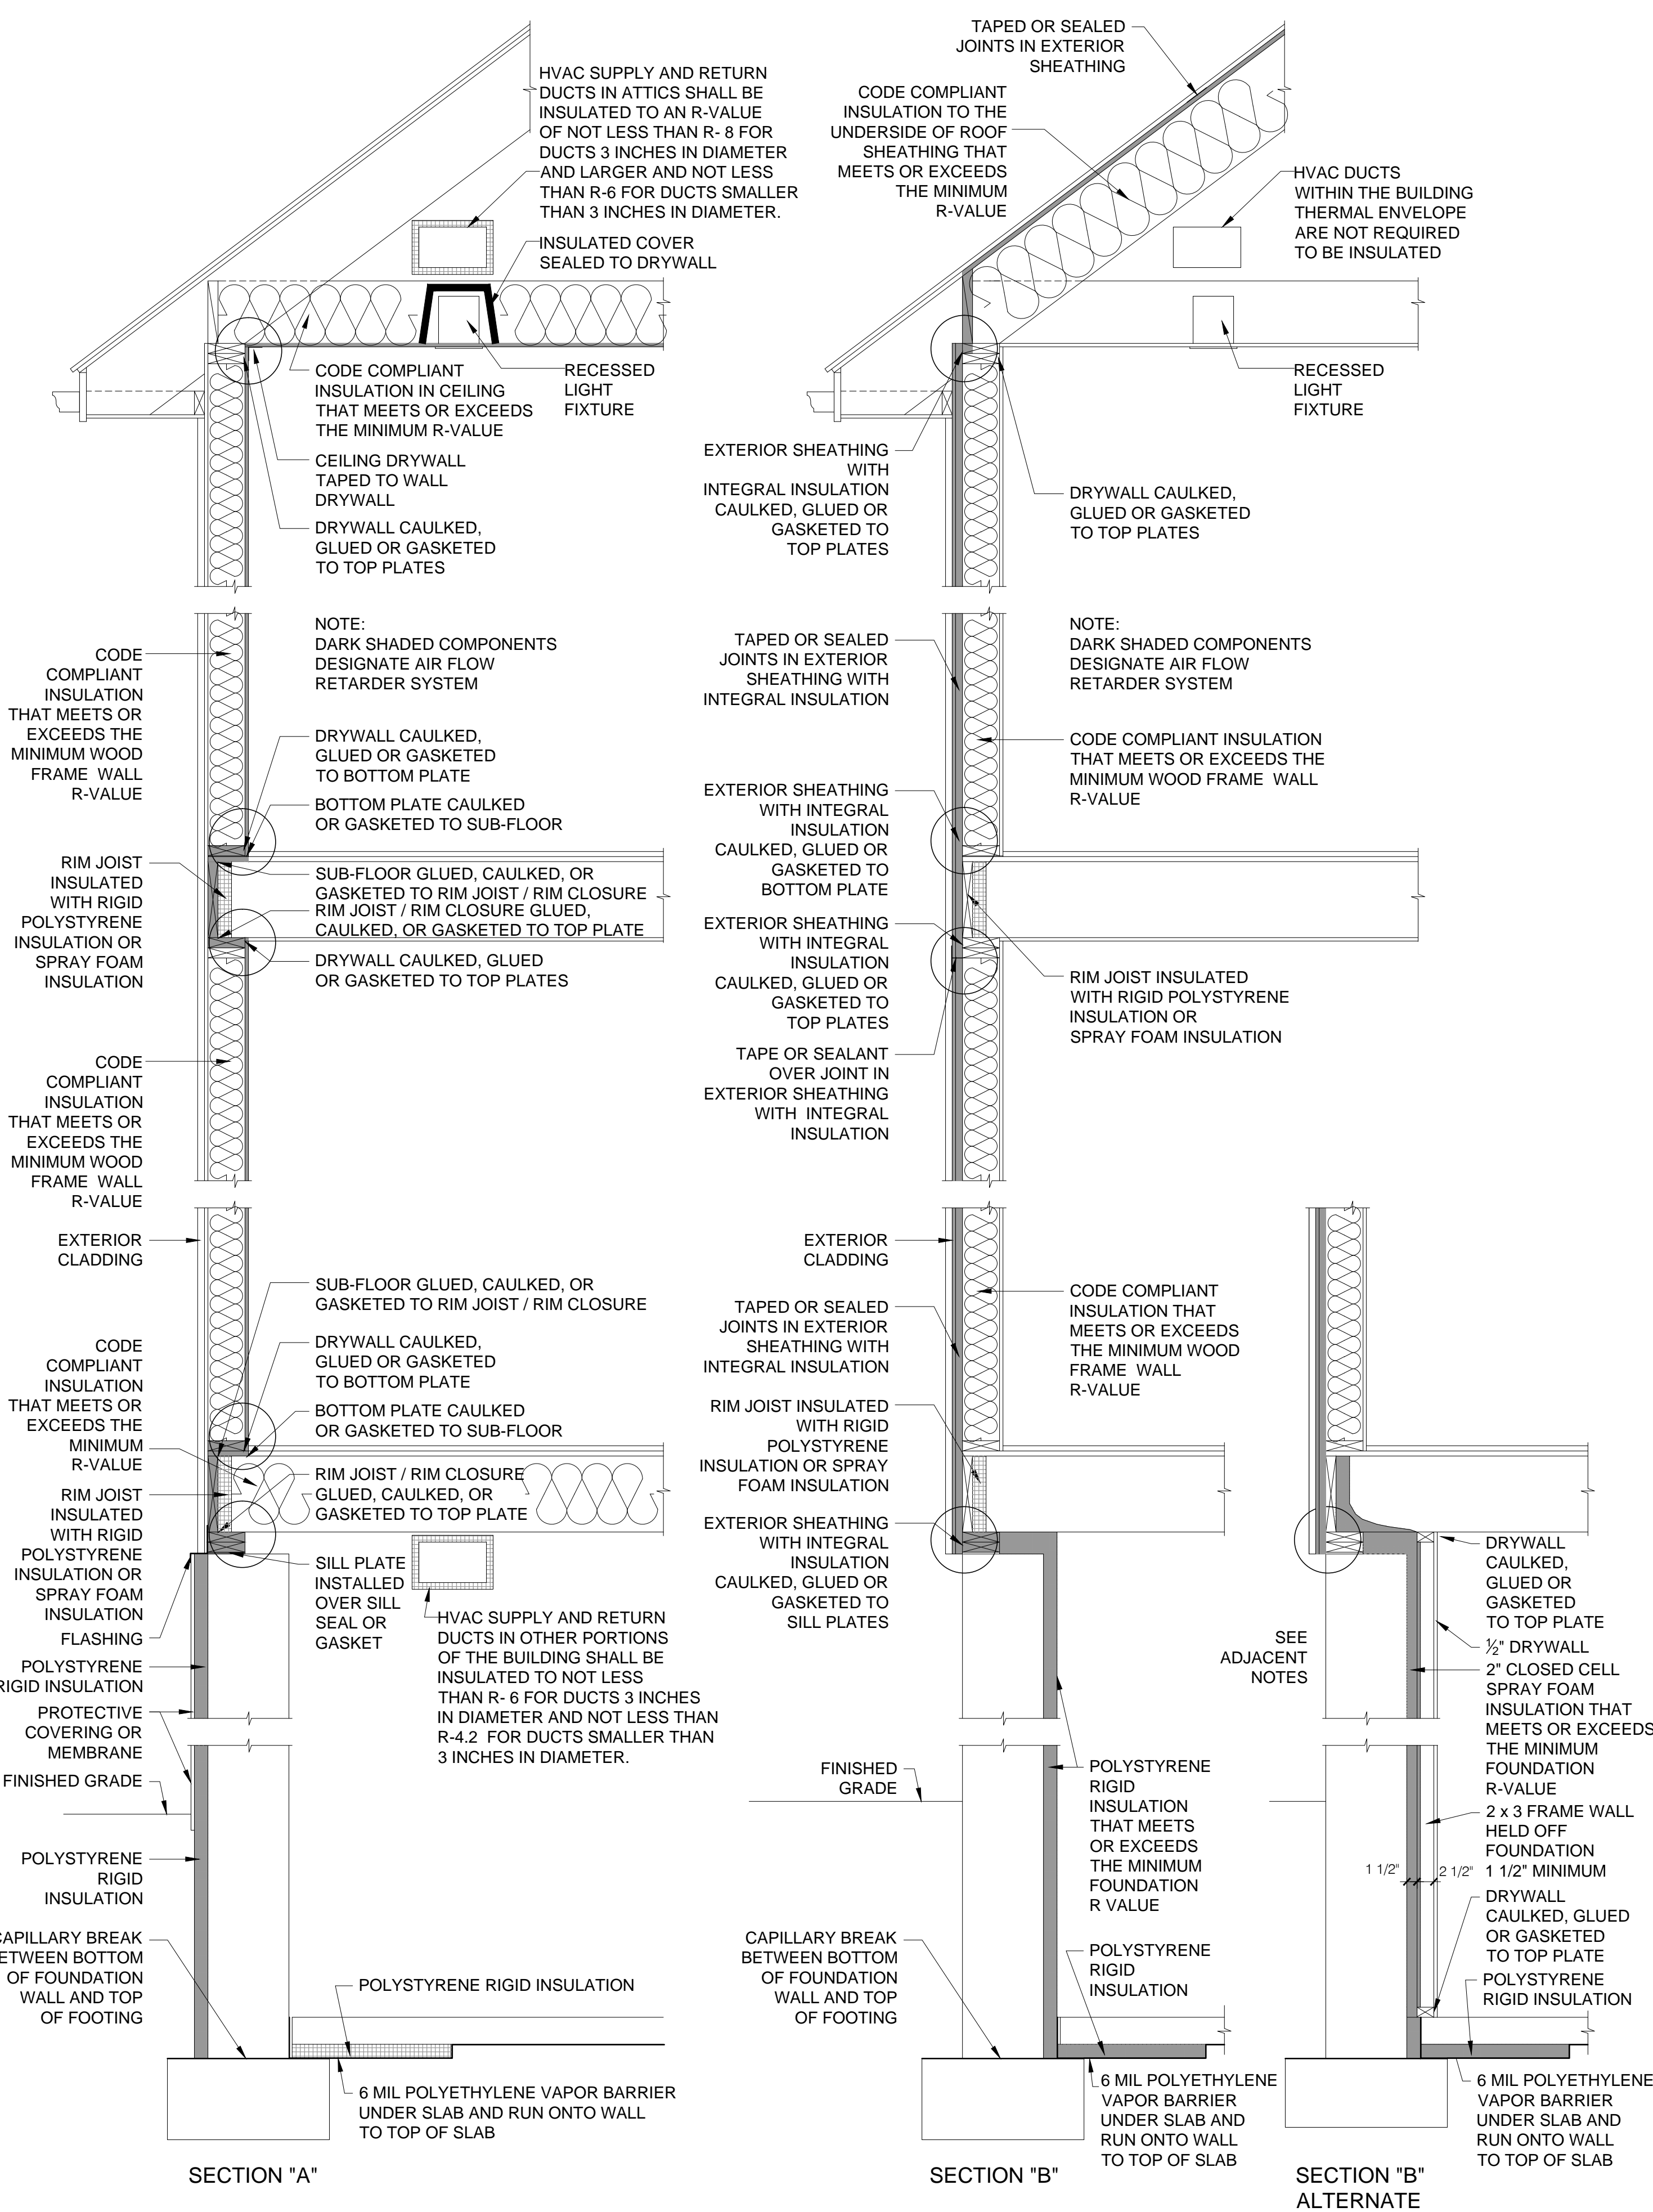 HVAC SUPPLY AND RETURN
DUCTS IN ATTICS SHALL BE
INSULATED TO AN R-VALUE
OF NOT LESS THAN R- 8 FOR
DUCTS 3 INCHES IN DIAMETER
AND LARGER AND NOT LESS
THAN R-6 FOR DUCTS SMALLER
THAN 3 INCHES IN DIAMETER.
INSULATED COVER
SEALED TO DRYWALL
CODE COMPLIANT
INSULATION IN CEILING
THAT MEETS OR EXCEEDS
THE MINIMUM R-VALUE
RECESSED
LIGHT
FIXTURE
CEILING DRYWALL
TAPED TO WALL
DRYWALL
DRYWALL CAULKED,
GLUED OR GASKETED
TO TOP PLATES
NOTE:
DARK SHADED COMPONENTS
DESIGNATE AIR FLOW
RETARDER SYSTEM
CODE
COMPLIANT
INSULATION
THAT MEETS OR
EXCEEDS THE
MINIMUM WOOD
FRAME WALL
R-VALUE
DRYWALL CAULKED,
GLUED OR GASKETED
TO BOTTOM PLATE
BOTTOM PLATE CAULKED
OR GASKETED TO SUB-FLOOR
RIM JOIST
INSULATED
WITH RIGID
POLYSTYRENE
INSULATION OR
SPRAY FOAM
INSULATION
SUB-FLOOR GLUED, CAULKED, OR
GASKETED TO RIM JOIST / RIM CLOSURE
RIM JOIST / RIM CLOSURE GLUED,
CAULKED, OR GASKETED TO TOP PLATE
DRYWALL CAULKED, GLUED
OR GASKETED TO TOP PLATES
CODE
COMPLIANT
INSULATION
THAT MEETS OR
EXCEEDS THE
MINIMUM WOOD
FRAME WALL
R-VALUE
EXTERIOR
CLADDING
SUB-FLOOR GLUED, CAULKED, OR
GASKETED TO RIM JOIST / RIM CLOSURE
DRYWALL CAULKED,
GLUED OR GASKETED
TO BOTTOM PLATE
BOTTOM PLATE CAULKED
OR GASKETED TO SUB-FLOOR
CODE
COMPLIANT
INSULATION
THAT MEETS OR
EXCEEDS THE
MINIMUM
R-VALUE
RIM JOIST / RIM CLOSURE
GLUED, CAULKED, OR
GASKETED TO TOP PLATE
RIM JOIST
INSULATED
WITH RIGID
POLYSTYRENE
INSULATION OR
SPRAY FOAM
INSULATION
SILL PLATE
INSTALLED
OVER SILL
SEAL OR
GASKET
HVAC SUPPLY AND RETURN
DUCTS IN OTHER PORTIONS
OF THE BUILDING SHALL BE
INSULATED TO NOT LESS
THAN R- 6 FOR DUCTS 3 INCHES
IN DIAMETER AND NOT LESS THAN
R-4.2 FOR DUCTS SMALLER THAN
3 INCHES IN DIAMETER.
FLASHING
POLYSTYRENE
RIGID INSULATION
PROTECTIVE
COVERING OR
MEMBRANE
FINISHED GRADE
POLYSTYRENE
RIGID
INSULATION
CAPILLARY BREAK
BETWEEN BOTTOM
OF FOUNDATION
WALL AND TOP
OF FOOTING
POLYSTYRENE RIGID INSULATION
6 MIL POLYETHYLENE VAPOR BARRIER
UNDER SLAB AND RUN ONTO WALL
TO TOP OF SLAB
SECTION "A"
TAPED OR SEALED
JOINTS IN EXTERIOR
SHEATHING
CODE COMPLIANT
INSULATION TO THE
UNDERSIDE OF ROOF
SHEATHING THAT
MEETS OR EXCEEDS
THE MINIMUM
R-VALUE
HVAC DUCTS
WITHIN THE BUILDING
THERMAL ENVELOPE
ARE NOT REQUIRED
TO BE INSULATED
RECESSED
LIGHT
FIXTURE
EXTERIOR SHEATHING
WITH
INTEGRAL INSULATION
CAULKED, GLUED OR
GASKETED TO
TOP PLATES
DRYWALL CAULKED,
GLUED OR GASKETED
TO TOP PLATES
NOTE:
DARK SHADED COMPONENTS
DESIGNATE AIR FLOW
RETARDER SYSTEM
TAPED OR SEALED
JOINTS IN EXTERIOR
SHEATHING WITH
INTEGRAL INSULATION
CODE COMPLIANT INSULATION
THAT MEETS OR EXCEEDS THE
MINIMUM WOOD FRAME WALL
R-VALUE
EXTERIOR SHEATHING
WITH INTEGRAL
INSULATION
CAULKED, GLUED OR
GASKETED TO
BOTTOM PLATE
EXTERIOR SHEATHING
WITH INTEGRAL
INSULATION
CAULKED, GLUED OR
GASKETED TO
TOP PLATES
RIM JOIST INSULATED
WITH RIGID POLYSTYRENE
INSULATION OR
SPRAY FOAM INSULATION
TAPE OR SEALANT
OVER JOINT IN
EXTERIOR SHEATHING
WITH INTEGRAL
INSULATION
EXTERIOR
CLADDING
CODE COMPLIANT
INSULATION THAT
MEETS OR EXCEEDS
THE MINIMUM WOOD
FRAME WALL
R-VALUE
TAPED OR SEALED
JOINTS IN EXTERIOR
SHEATHING WITH
INTEGRAL INSULATION
RIM JOIST INSULATED
WITH RIGID
POLYSTYRENE
INSULATION OR SPRAY
FOAM INSULATION
EXTERIOR SHEATHING
WITH INTEGRAL
INSULATION
CAULKED, GLUED OR
GASKETED TO
SILL PLATES
FINISHED
GRADE
POLYSTYRENE
RIGID
INSULATION
THAT MEETS
OR EXCEEDS
THE MINIMUM
FOUNDATION
R VALUE
CAPILLARY BREAK
BETWEEN BOTTOM
OF FOUNDATION
WALL AND TOP
OF FOOTING
POLYSTYRENE
RIGID
INSULATION
6 MIL POLYETHYLENE
VAPOR BARRIER
UNDER SLAB AND
RUN ONTO WALL
TO TOP OF SLAB
SECTION "B"
SEE
ADJACENT
NOTES
DRYWALL
CAULKED,
GLUED OR
GASKETED
TO TOP PLATE
½" DRYWALL
2" CLOSED CELL
SPRAY FOAM
INSULATION THAT
MEETS OR EXCEEDS
THE MINIMUM
FOUNDATION
R-VALUE
2 x 3 FRAME WALL
HELD OFF
FOUNDATION
1 1/2" MINIMUM
1 1/2"
2 1/2"
DRYWALL
CAULKED, GLUED
OR GASKETED
TO TOP PLATE
POLYSTYRENE
RIGID INSULATION
6 MIL POLYETHYLENE
VAPOR BARRIER
UNDER SLAB AND
RUN ONTO WALL
TO TOP OF SLAB
SECTION "B"
ALTERNATE